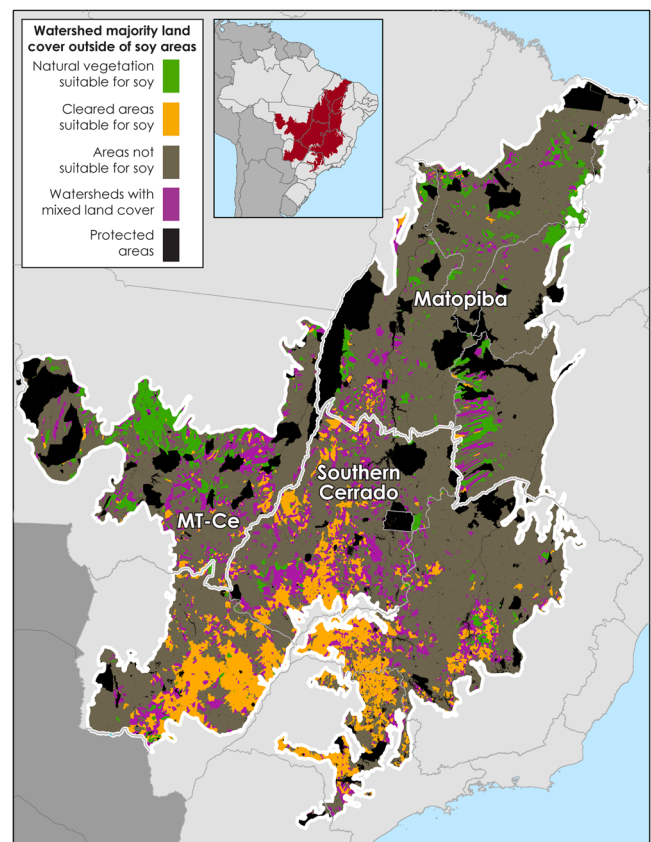 Watershed majority land
cover outside of soy areas
Natural vegetation
suitable for soy
Cleared areas
suitable for soy
Areas not
suitable for soy
Watersheds with
mixed land cover
Protected
areas
Matopiba
Southern
Cerrado
MT-Ce